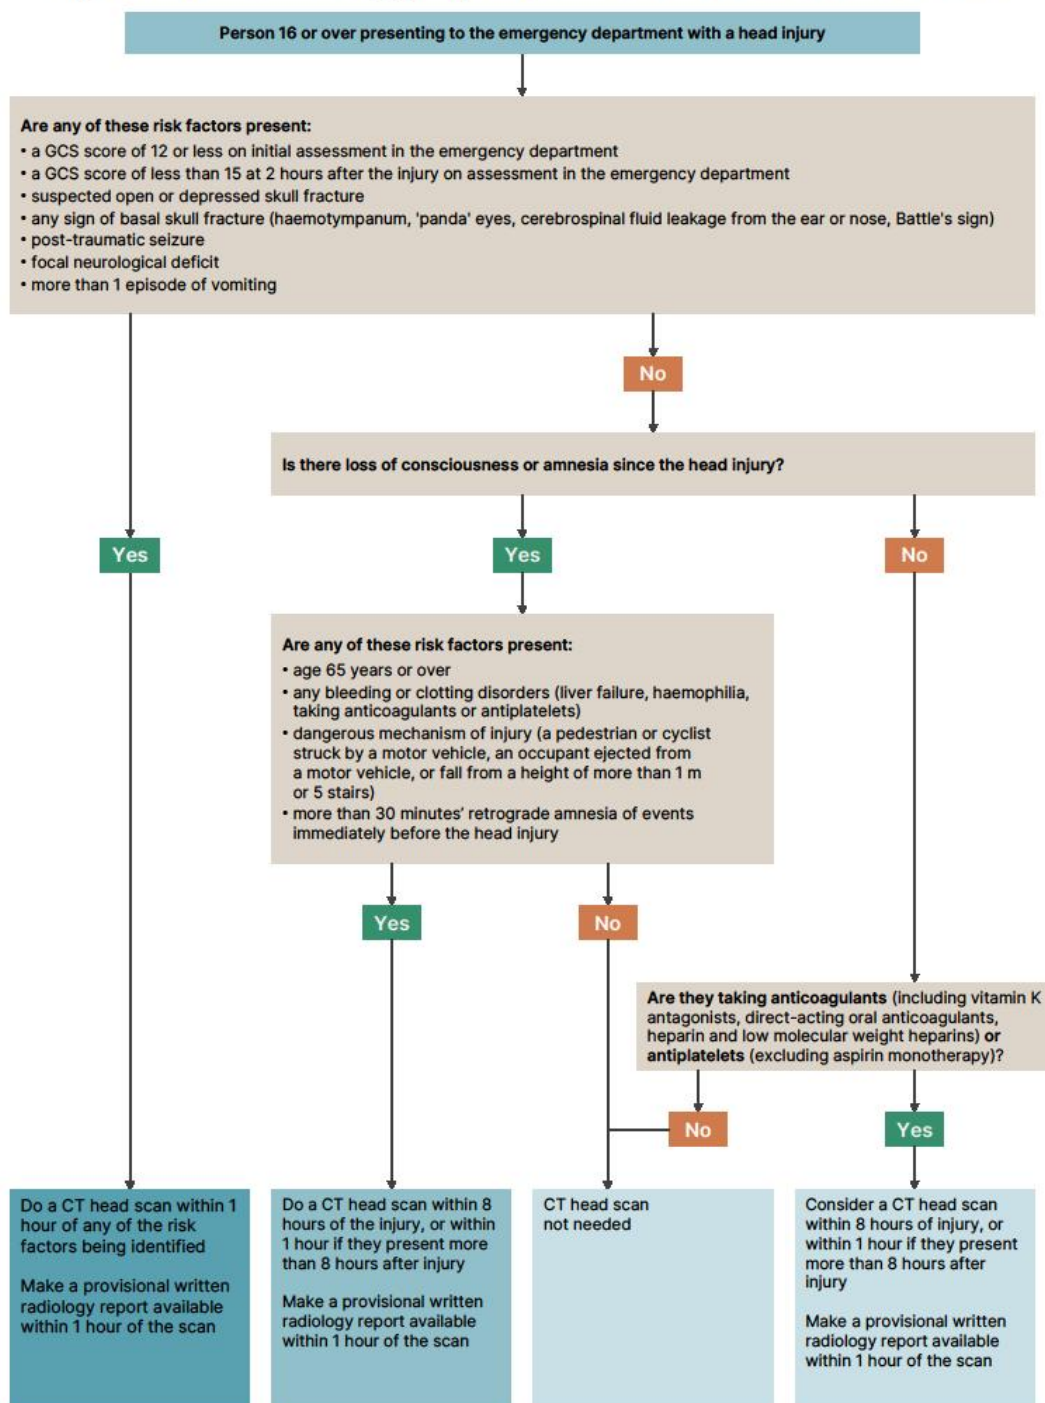 Person 16 or over presenting to the emergency department with a head injury
Are any of these risk factors present:
• a GCS score of 12 or less on initial assessment in the emergency department
• a GCS score of less than 15 at 2 hours after the injury on assessment in the emergency department
• suspected open or depressed skull fracture
• any sign of basal skull fracture (haemotympanum, 'panda' eyes, cerebrospinal fluid leakage from the ear or nose, Battle's sign)
• post-traumatic seizure
• focal neurological deficit
• more than 1 episode of vomiting
No
Is there loss of consciousness or amnesia since the head injury?
Yes
Yes
No
Are any of these risk factors present:
• age 65 years or over
• any bleeding or clotting disorders (liver failure, haemophilia,
taking anticoagulants or antiplatelets)
• dangerous mechanism of injury (a pedestrian or cyclist
struck by a motor vehicle, an occupant ejected from
a motor vehicle, or fall from a height of more than 1 m
or 5 stairs)
• more than 30 minutes’ retrograde amnesia of events
immediately before the head injury
Yes
No
Are they taking anticoagulants (including vitamin K
antagonists, direct-acting oral anticoagulants,
heparin and low molecular weight heparins) or
antiplatelets (excluding aspirin monotherapy)?
No
Yes
Do a CT head scan within 1
hour of any of the risk
factors being identified
Make a provisional written
radiology report available
within 1 hour of the scan
Do a CT head scan within 8
hours of the injury, or within
1 hour if they present more
than 8 hours after injury
Make a provisional written
radiology report available
within 1 hour of the scan
CT head scan
not needed
Consider a CT head scan
within 8 hours of injury, or
within 1 hour if they present
more than 8 hours after
injury
Make a provisional written
radiology report available
within 1 hour of the scan